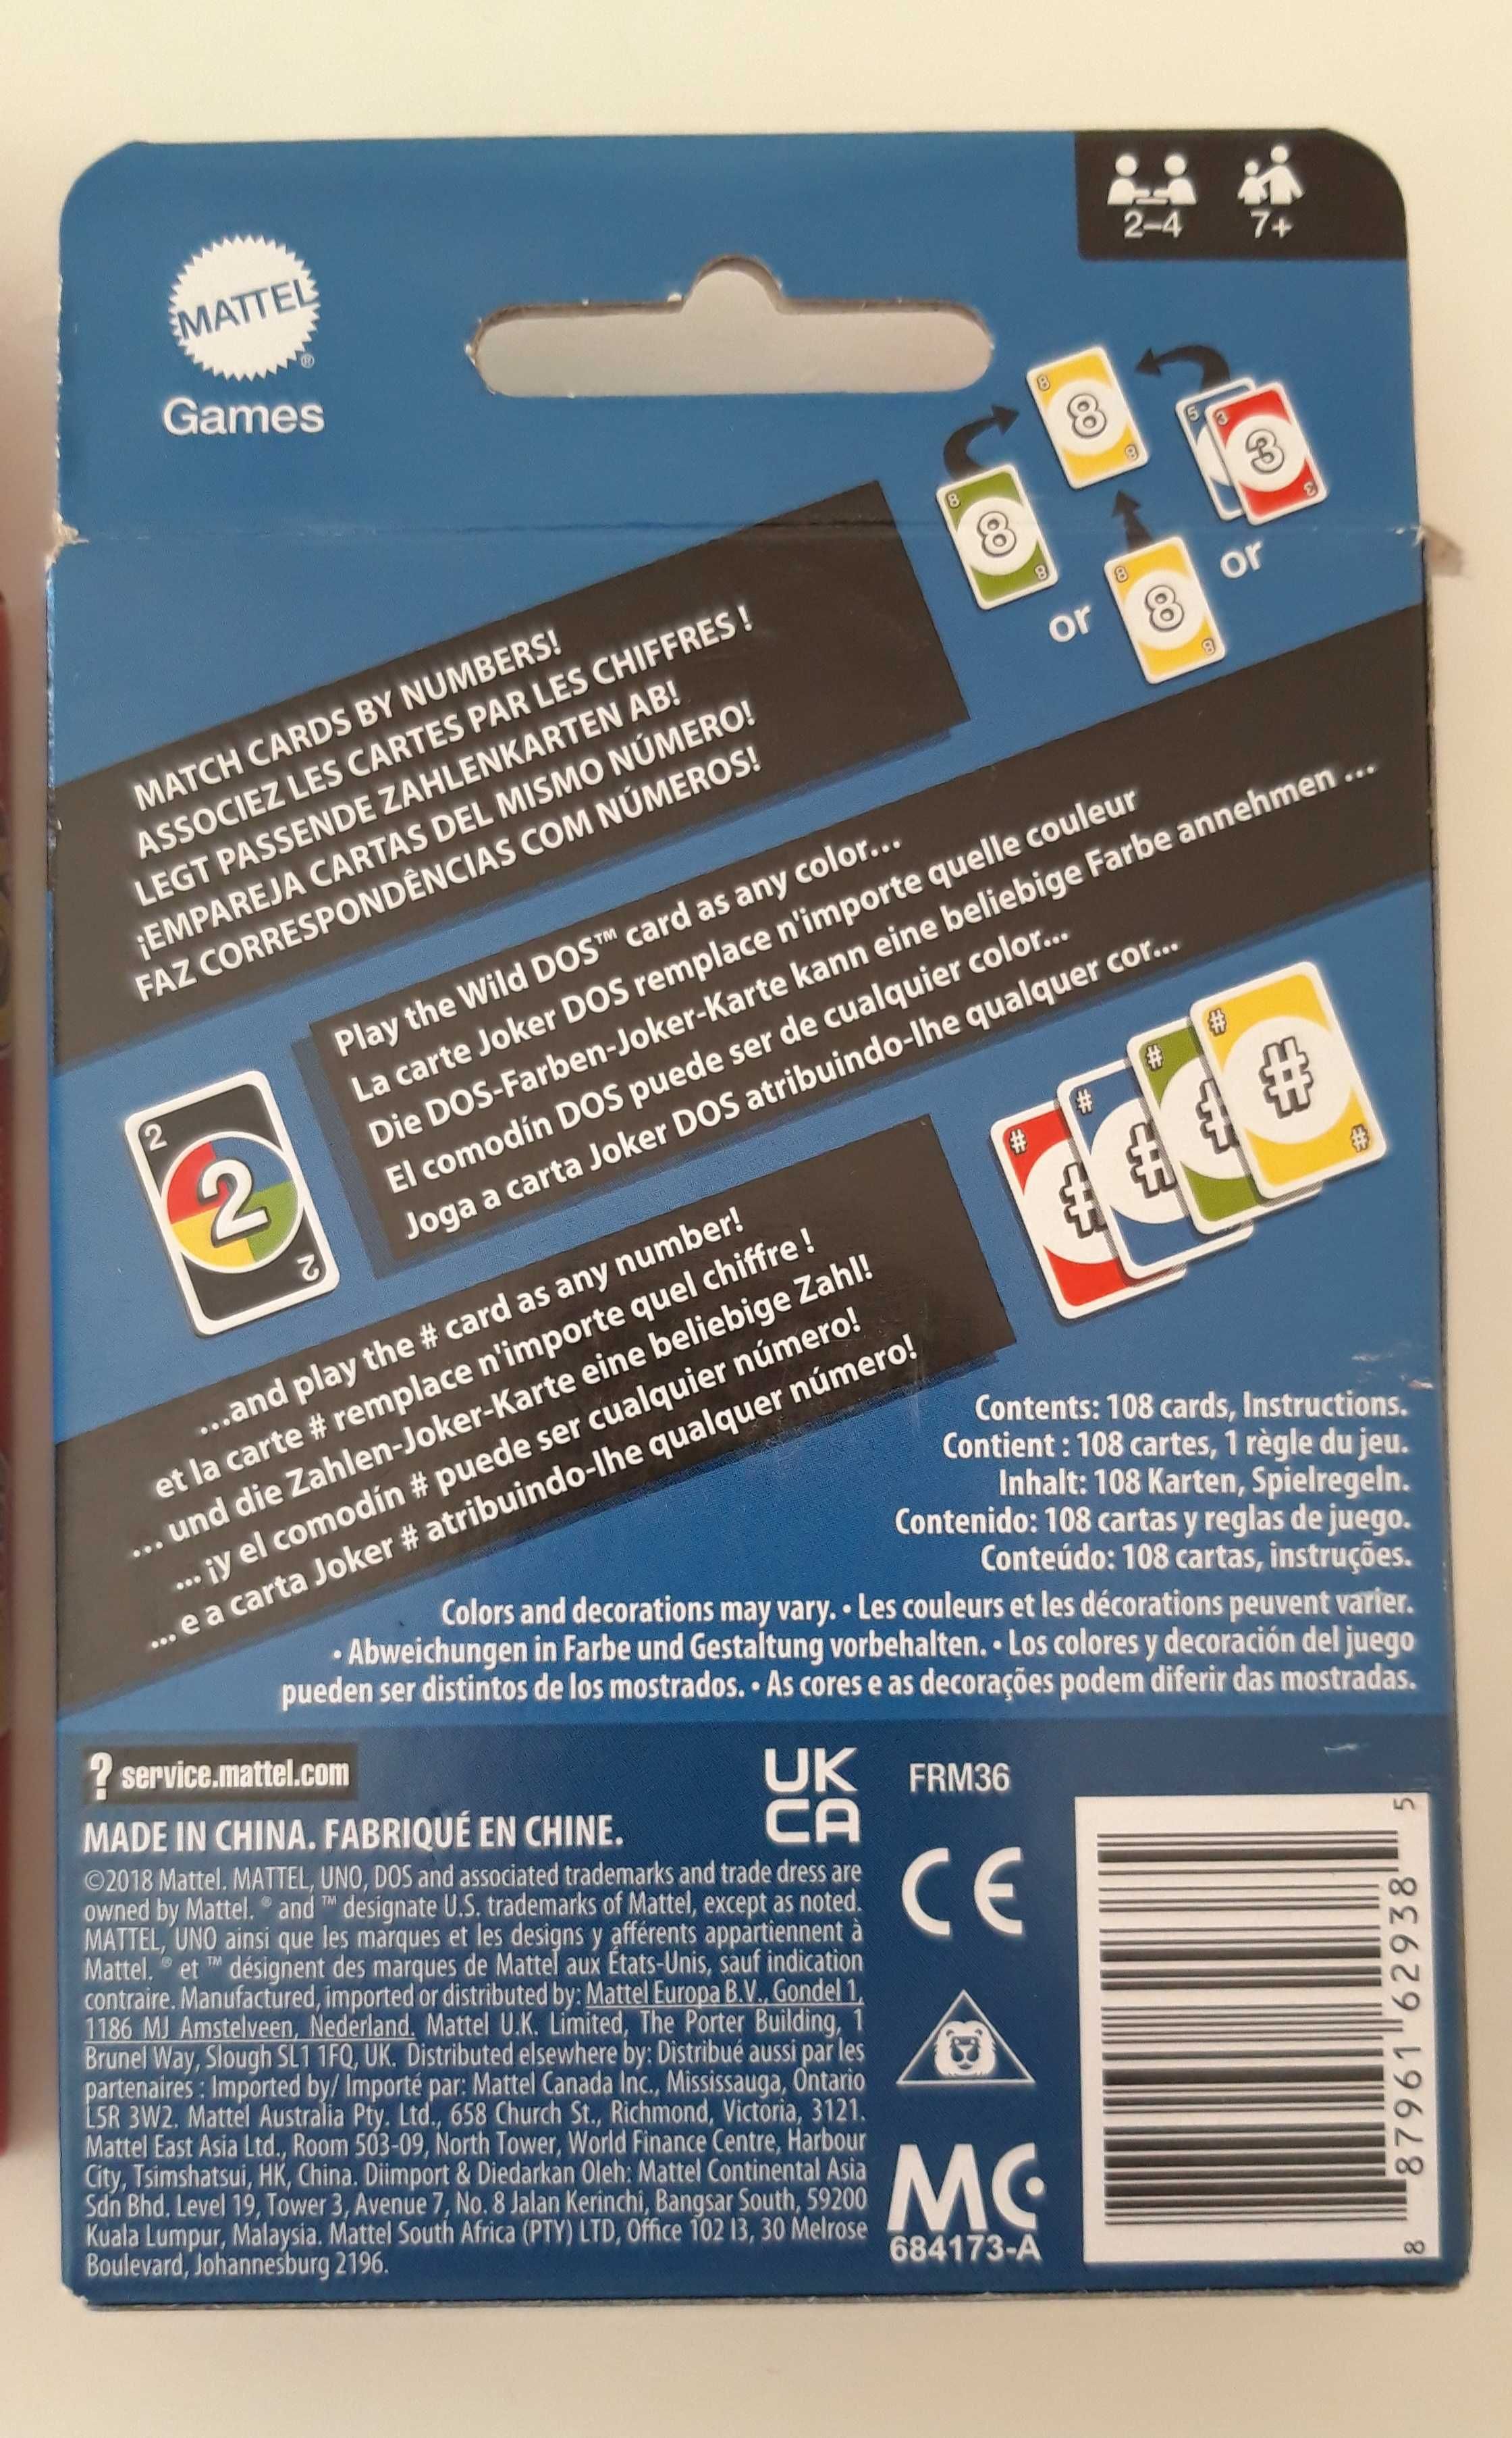 2–4 7+
MATTEL®
Games
8 8 8
5 3 3 3
8 8 8
or
8 8 8
or
MATCH CARDS BY NUMBERS!
ASSOCIEZ LES CARTES PAR LES CHIFFRES !
LEGT PASSENDE ZAHLENKARTEN AB!
¡EMPAREJA CARTAS DEL MISMO NÚMERO!
FAZ CORRESPONDÊNCIAS COM NÚMEROS!
Play the Wild DOS™ card as any color...
La carte Joker DOS remplace n'importe quelle couleur
Die DOS-Farben-Joker-Karte kann eine beliebige Farbe annehmen ...
El comodín DOS puede ser de cualquier color...
Joga a carta Joker DOS atribuindo-lhe qualquer cor...
2 2 2
# # # # # # # # #
...and play the # card as any number!
et la carte # remplace n'importe quel chiffre !
... und die Zahlen-Joker-Karte eine beliebige Zahl!
... ¡y el comodín # puede ser cualquier número!
... e a carta Joker # atribuindo-lhe qualquer número!
Contents: 108 cards, Instructions.
Contient : 108 cartes, 1 règle du jeu.
Inhalt: 108 Karten, Spielregeln.
Contenido: 108 cartas y reglas de juego.
Conteúdo: 108 cartas, instruções.
Colors and decorations may vary. • Les couleurs et les décorations peuvent varier.
• Abweichungen in Farbe und Gestaltung vorbehalten. • Los colores y decoración del juego
pueden ser distintos de los mostrados. • As cores e as decorações podem diferir das mostradas.
? service.mattel.com
MADE IN CHINA. FABRIQUÉ EN CHINE.
©2018 Mattel. MATTEL, UNO, DOS and associated trademarks and trade dress are
owned by Mattel. ® and ™ designate U.S. trademarks of Mattel, except as noted.
MATTEL, UNO ainsi que les marques et les designs y afférents appartiennent à
Mattel. ® et ™ désignent des marques de Mattel aux États-Unis, sauf indication
contraire. Manufactured, imported or distributed by: Mattel Europa B.V., Gondel 1,
1186 MJ Amstelveen, Nederland. Mattel U.K. Limited, The Porter Building, 1
Brunel Way, Slough SL1 1FQ, UK. Distributed elsewhere by: Distribué aussi par les
partenaires : Imported by/ Importé par: Mattel Canada Inc., Mississauga, Ontario
L5R 3W2. Mattel Australia Pty. Ltd., 658 Church St., Richmond, Victoria, 3121.
Mattel East Asia Ltd., Room 503-09, North Tower, World Finance Centre, Harbour
City, Tsimshatsui, HK, China. Diimport & Diedarkan Oleh: Mattel Continental Asia
Sdn Bhd. Level 19, Tower 3, Avenue 7, No. 8 Jalan Kerinchi, Bangsar South, 59200
Kuala Lumpur, Malaysia. Mattel South Africa (PTY) LTD, Office 102 I3, 30 Melrose
Boulevard, Johannesburg 2196.
UK
CA
FRM36
CE
MC
684173-A
8 87961 62938 5